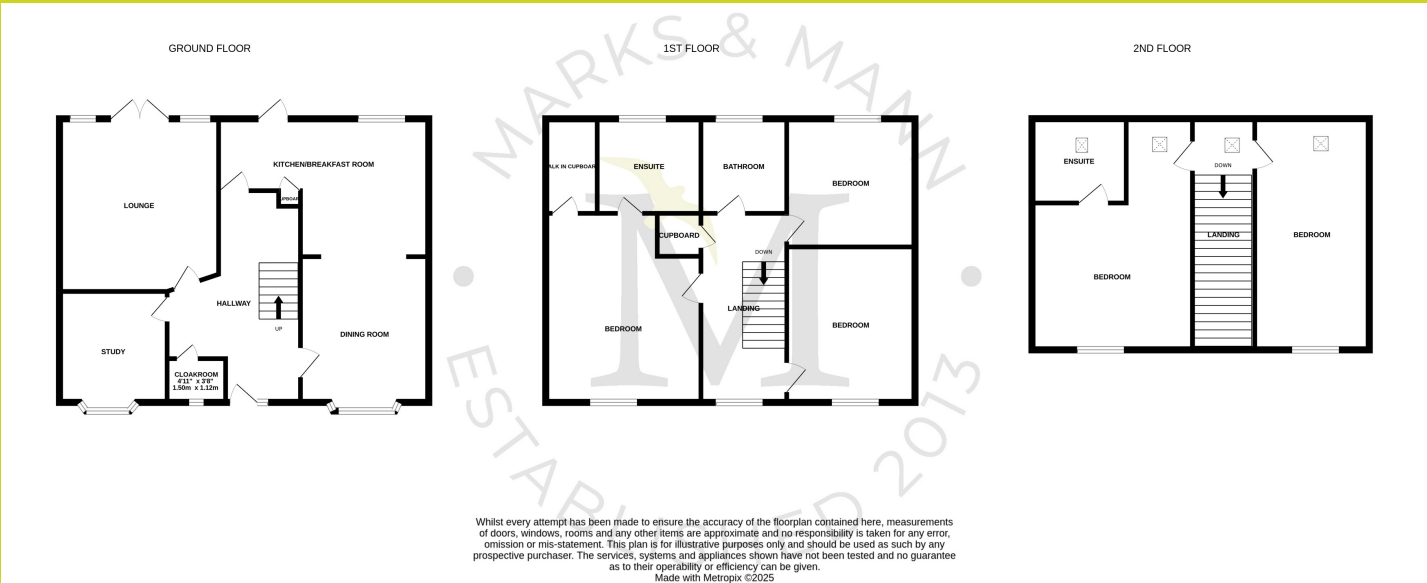 GROUND FLOOR
1ST FLOOR
2ND FLOOR
MARKS & MANN
KITCHEN/BREAKFAST ROOM
LOUNGE
HALLWAY
UP
STUDY
DINING ROOM
CLOAKROOM
4'11" x 3'8"
1.50m x 1.12m
ALK IN CUPBOAR
ENSUITE
BATHROOM
BEDROOM
CUPBOARD
DOWN
LANDING
BEDROOM
BEDROOM
ENSUITE
DOWN
LANDING
BEDROOM
BEDROOM
M
ESTABLISHED 2013
Whilst every attempt has been made to ensure the accuracy of the floorplan contained here, measurements
of doors, windows, rooms and any other items are approximate and no responsibility is taken for any error,
omission or mis-statement. This plan is for illustrative purposes only and should be used as such by any
prospective purchaser. The services, systems and appliances shown have not been tested and no guarantee
as to their operability or efficiency can be given.
Made with Metropix ©2025